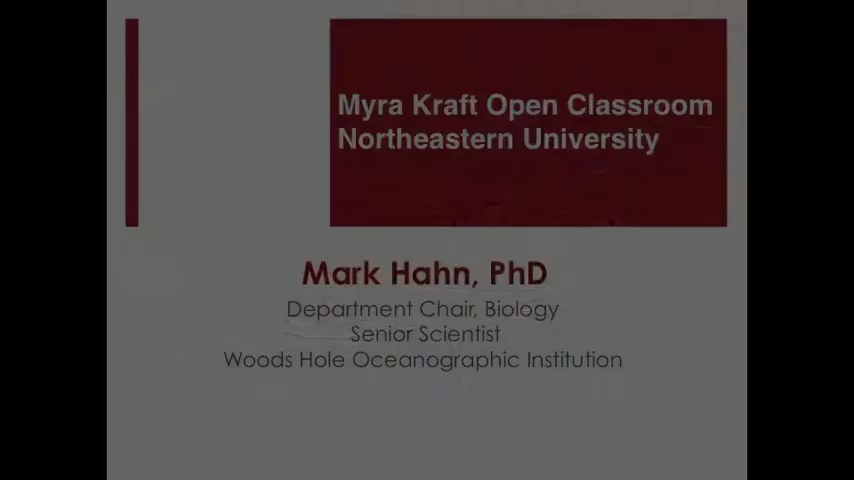 Myra Kraft Open Classroom
Northeastern University
Mark Hahn, PhD
Department Chair, Biology
Senior Scientist
Woods Hole Oceanographic Institution